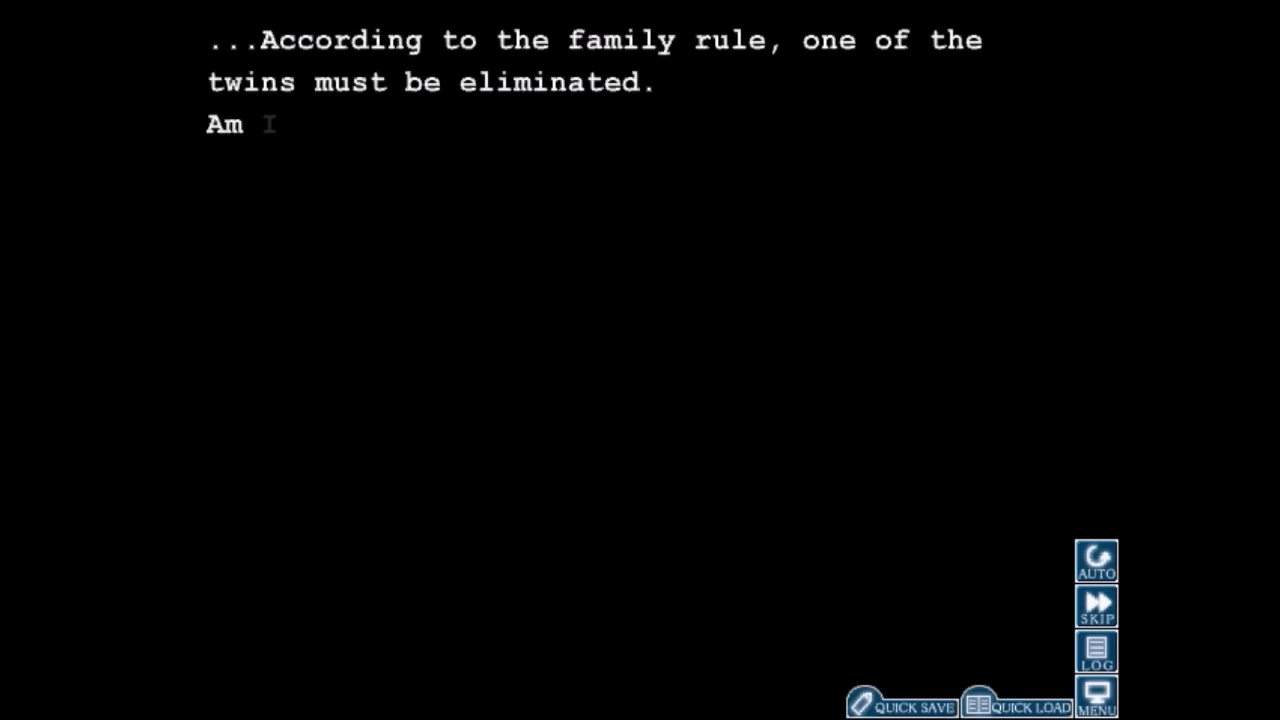 ...According to the family rule, one of the
twins must be eliminated.
Am I
AUTO
SKIP
LOG
QUICK SAVE
QUICK LOAD
MENU